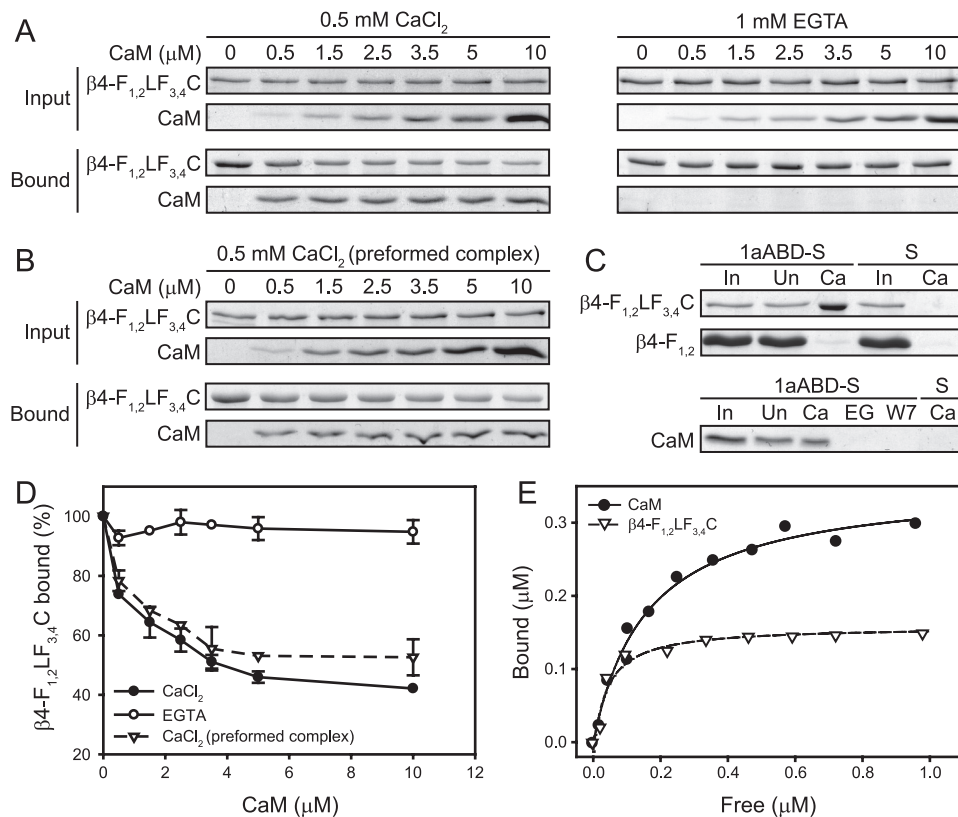 A
0.5 mM CaCl₂
1 mM EGTA
CaM (μM) 0 0.5 1.5 2.5 3.5 5 10
0 0.5 1.5 2.5 3.5 5 10
Input
β4-F₁,₂LF₃,₄C
CaM
Bound
β4-F₁,₂LF₃,₄C
CaM
B
0.5 mM CaCl₂ (preformed complex)
CaM (μM) 0 0.5 1.5 2.5 3.5 5 10
Input
β4-F₁,₂LF₃,₄C
CaM
Bound
β4-F₁,₂LF₃,₄C
CaM
C
1aABD-S S
In Un Ca In Ca
β4-F₁,₂LF₃,₄C
β4-F₁,₂
1aABD-S S
In Un Ca EG W7 Ca
CaM
D
β4-F₁,₂LF₃,₄C bound (%)
100
80
60
40
20
CaCl₂
EGTA
CaCl₂ (preformed complex)
0 2 4 6 8 10 12
CaM (μM)
E
CaM
β4-F₁,₂LF₃,₄C
Bound (μM)
0.3
0.2
0.1
0.0
0.0 0.2 0.4 0.6 0.8 1.0
Free (μM)